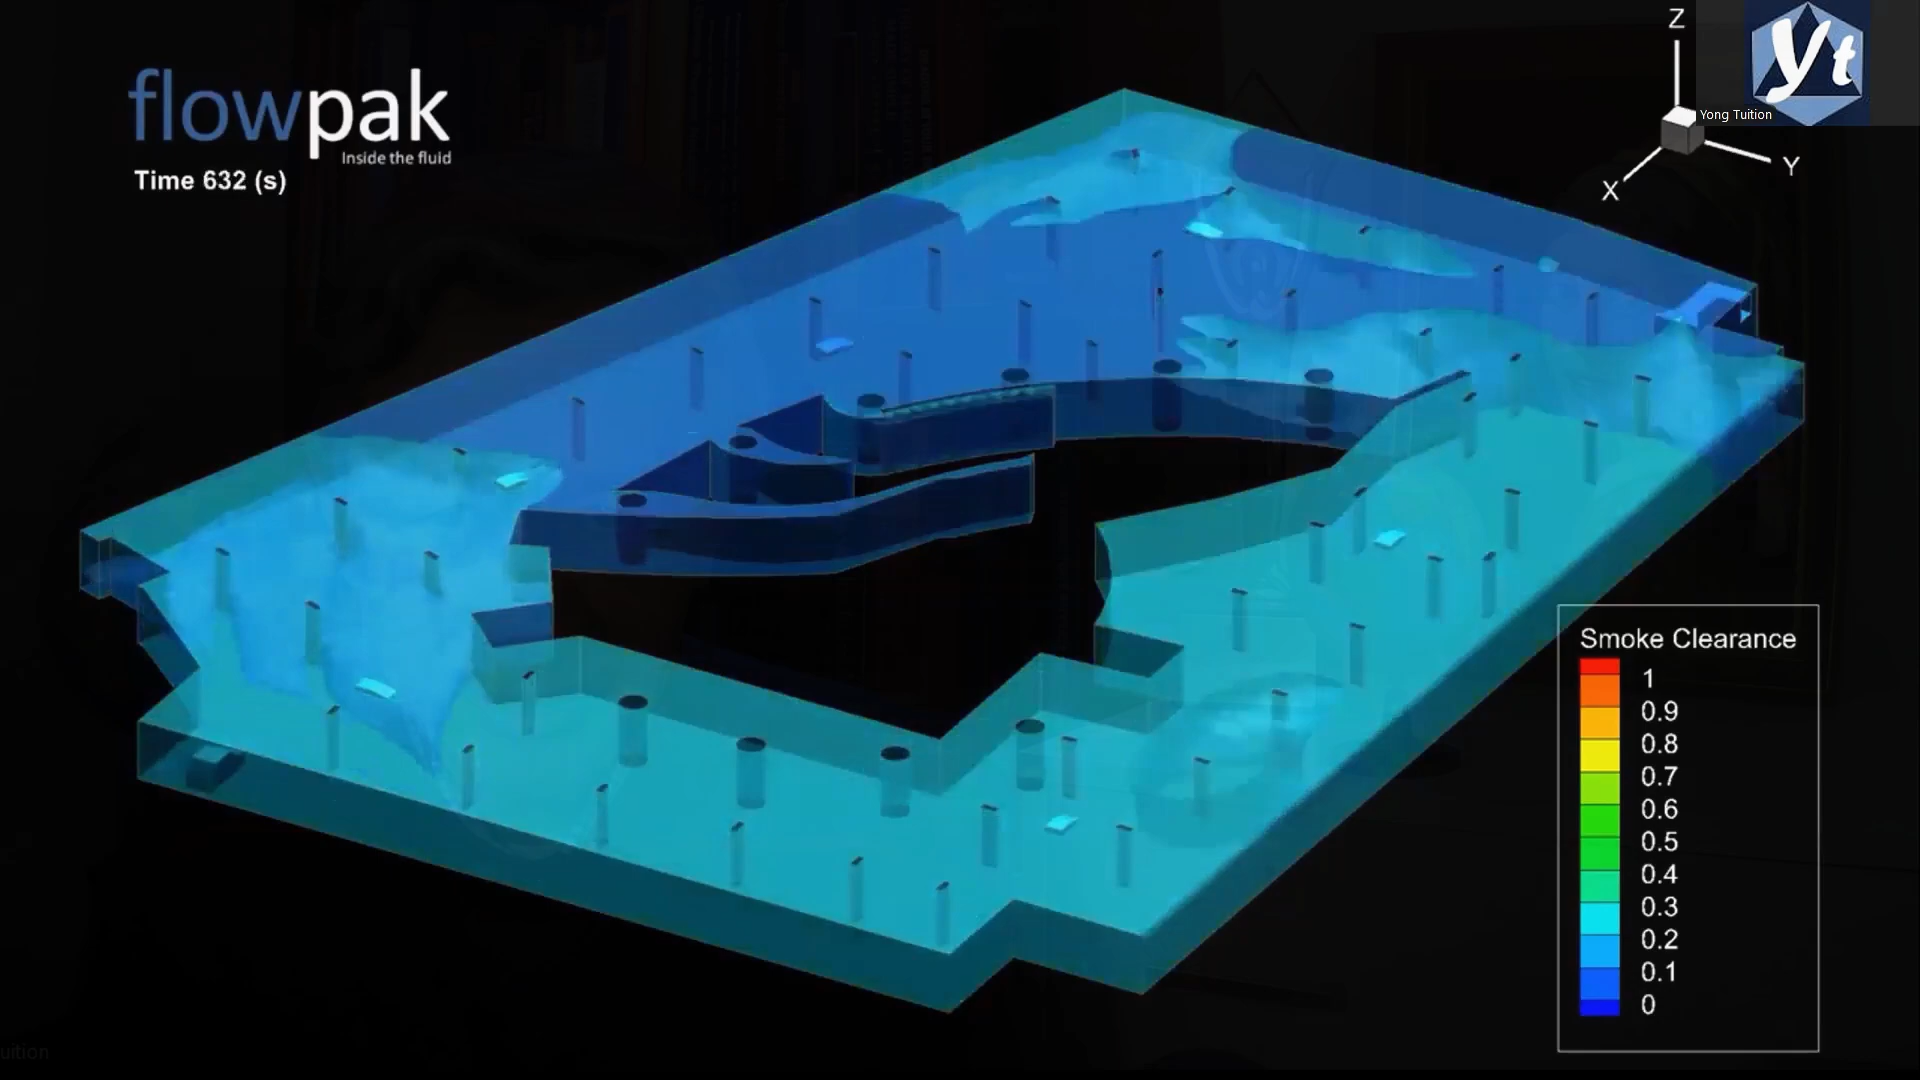 flowpak
Inside the fluid
Time 632 (s)
Z
Y
X
yt
Yong Tuition
Smoke Clearance
1
0.9
0.8
0.7
0.6
0.5
0.4
0.3
0.2
0.1
0
uition